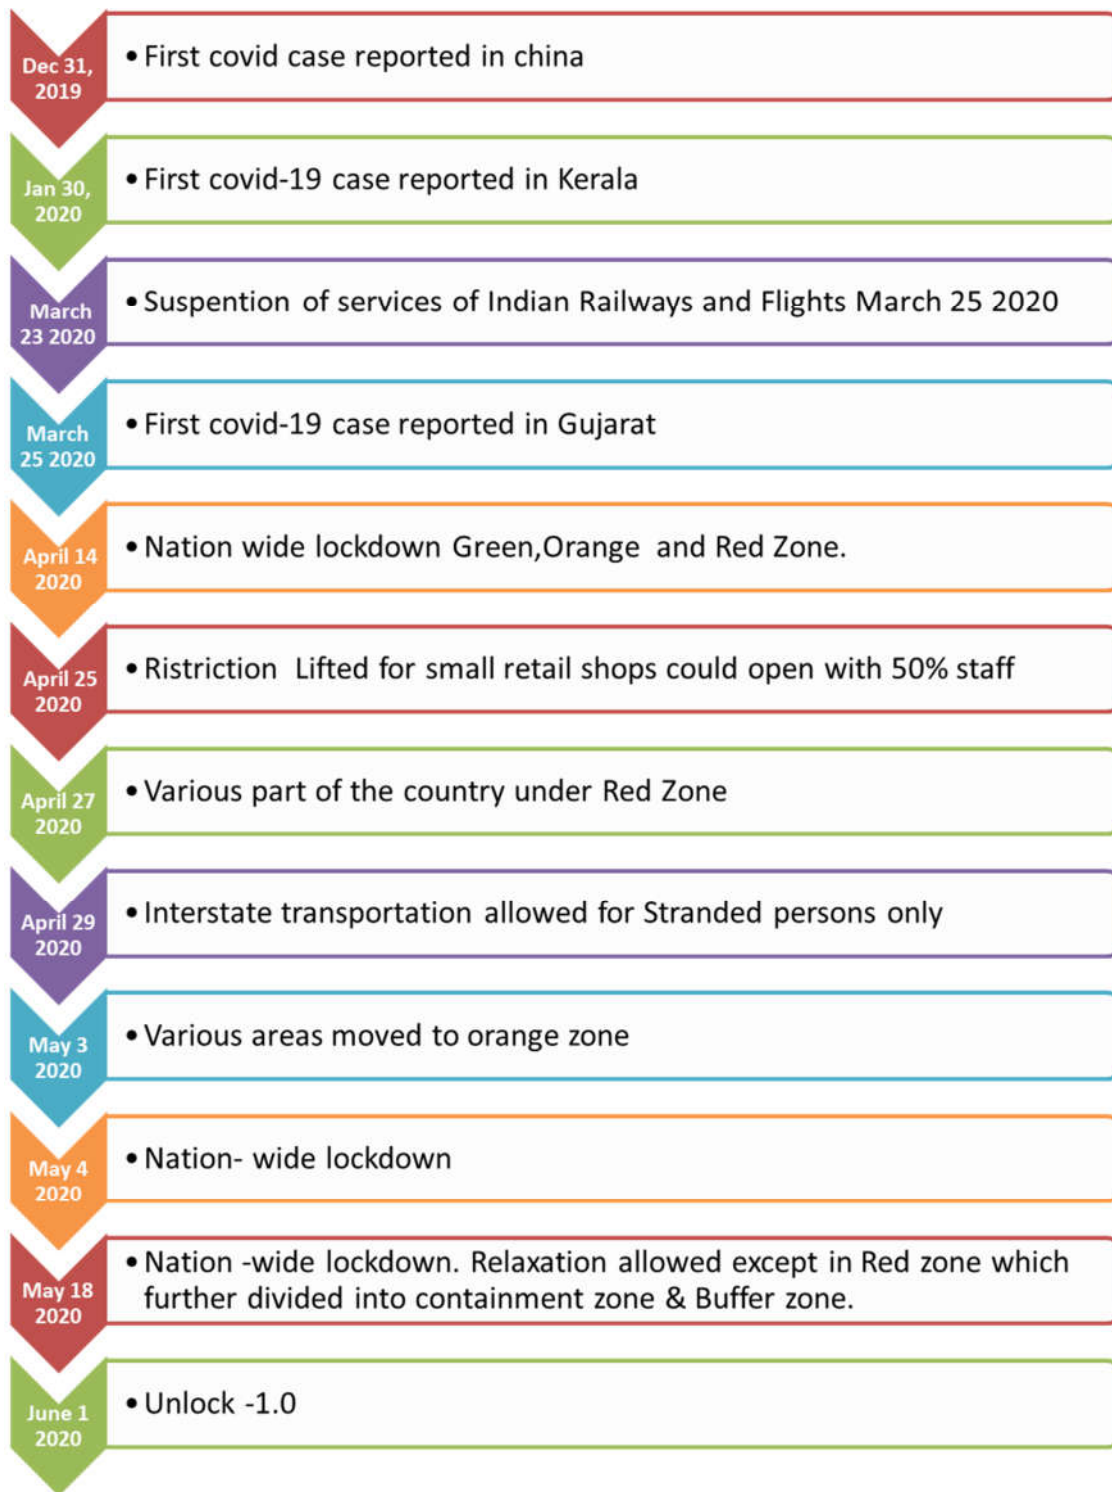 Dec 31,
2019
• First covid case reported in china
Jan 30,
2020
• First covid-19 case reported in Kerala
March
23 2020
• Suspention of services of Indian Railways and Flights March 25 2020
March
25 2020
• First covid-19 case reported in Gujarat
April 14
2020
• Nation wide lockdown Green,Orange and Red Zone.
April 25
2020
• Ristriction Lifted for small retail shops could open with 50% staff
April 27
2020
• Various part of the country under Red Zone
April 29
2020
• Interstate transportation allowed for Stranded persons only
May 3
2020
• Various areas moved to orange zone
May 4
2020
• Nation- wide lockdown
May 18
2020
• Nation -wide lockdown. Relaxation allowed except in Red zone which
further divided into containment zone & Buffer zone.
June 1
2020
• Unlock -1.0